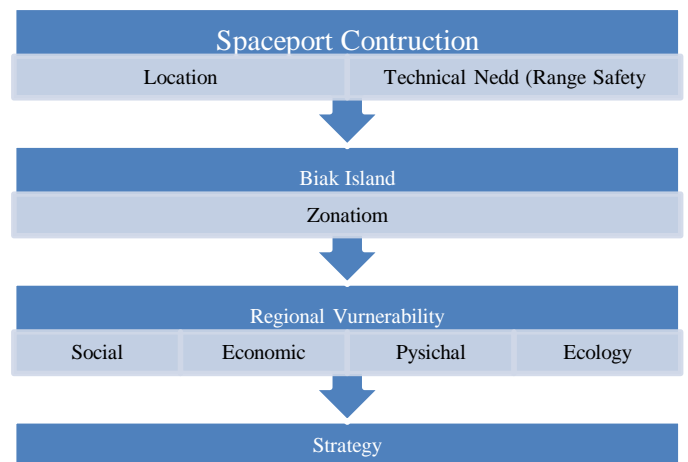 Spaceport Contruction
Location Technical Nedd (Range Safety
Biak Island
Zonatiom
Regional Vurnerability
Social Economic Pysichal Ecology
Strategy